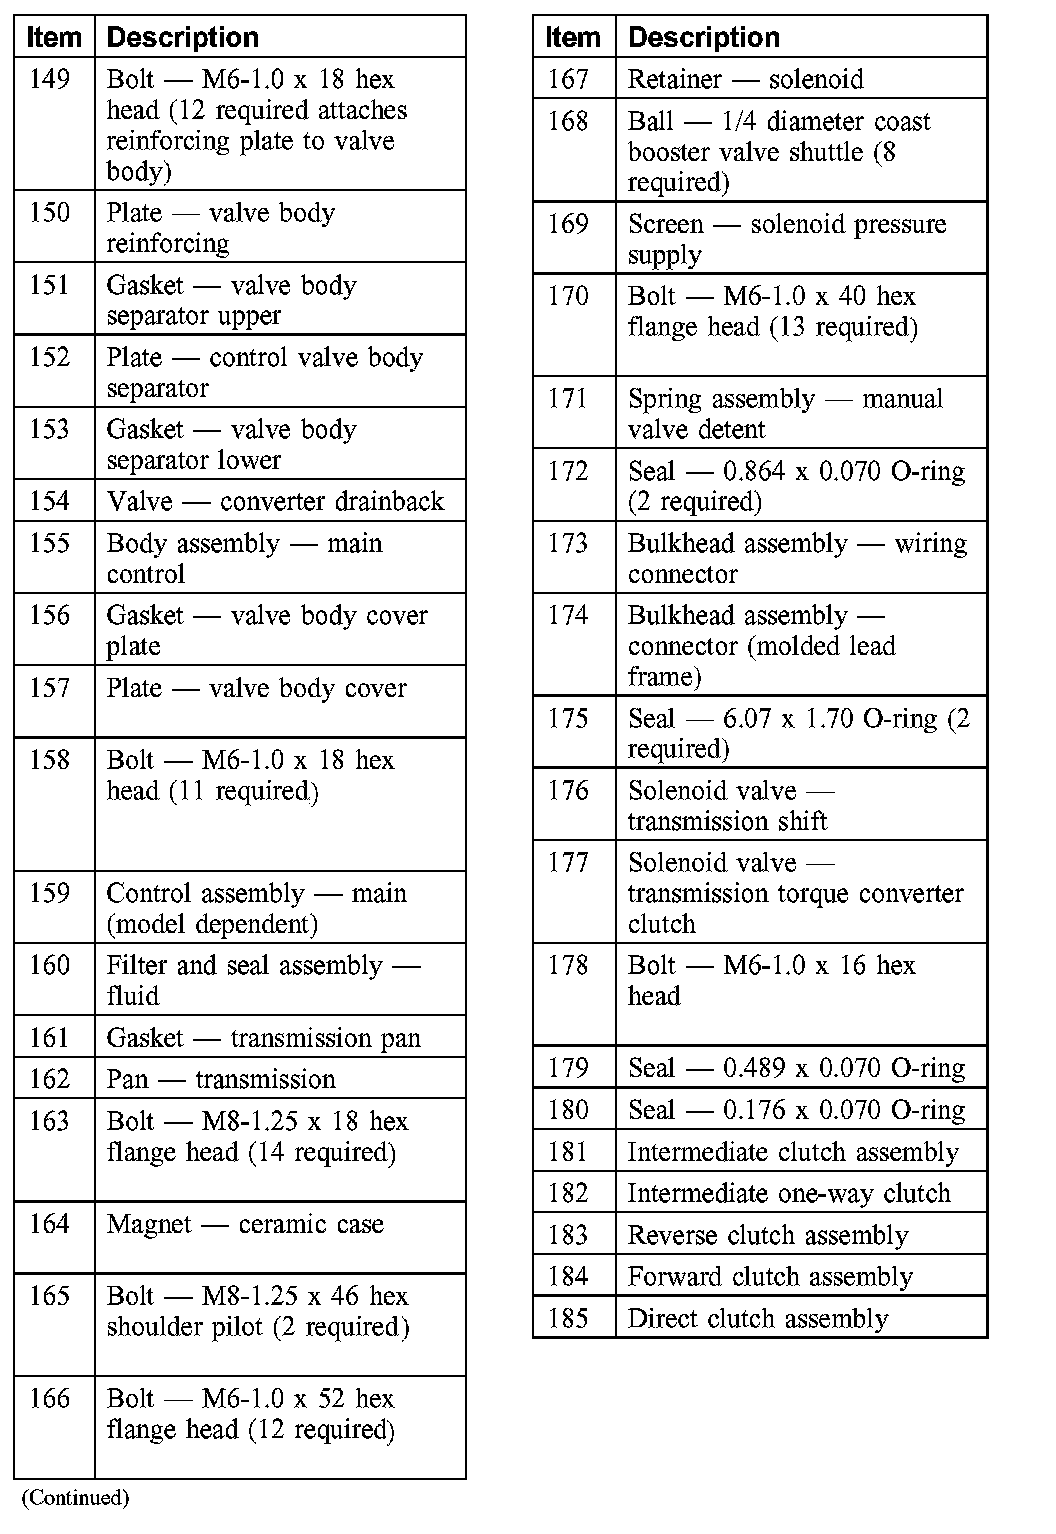 Item Description
149 Bolt — M6-1.0 x 18 hex
head (12 required attaches
reinforcing plate to valve
body)
150 Plate — valve body
reinforcing
151 Gasket — valve body
separator upper
152 Plate — control valve body
separator
153 Gasket — valve body
separator lower
154 Valve — converter drainback
155 Body assembly — main
control
156 Gasket — valve body cover
plate
157 Plate — valve body cover
158 Bolt — M6-1.0 x 18 hex
head (11 required)
159 Control assembly — main
(model dependent)
160 Filter and seal assembly —
fluid
161 Gasket — transmission pan
162 Pan — transmission
163 Bolt — M8-1.25 x 18 hex
flange head (14 required)
164 Magnet — ceramic case
165 Bolt — M8-1.25 x 46 hex
shoulder pilot (2 required)
166 Bolt — M6-1.0 x 52 hex
flange head (12 required)
(Continued)
Item Description
167 Retainer — solenoid
168 Ball — 1/4 diameter coast
booster valve shuttle (8
required)
169 Screen — solenoid pressure
supply
170 Bolt — M6-1.0 x 40 hex
flange head (13 required)
171 Spring assembly — manual
valve detent
172 Seal — 0.864 x 0.070 O-ring
(2 required)
173 Bulkhead assembly — wiring
connector
174 Bulkhead assembly —
connector (molded lead
frame)
175 Seal — 6.07 x 1.70 O-ring (2
required)
176 Solenoid valve —
transmission shift
177 Solenoid valve —
transmission torque converter
clutch
178 Bolt — M6-1.0 x 16 hex
head
179 Seal — 0.489 x 0.070 O-ring
180 Seal — 0.176 x 0.070 O-ring
181 Intermediate clutch assembly
182 Intermediate one-way clutch
183 Reverse clutch assembly
184 Forward clutch assembly
185 Direct clutch assembly